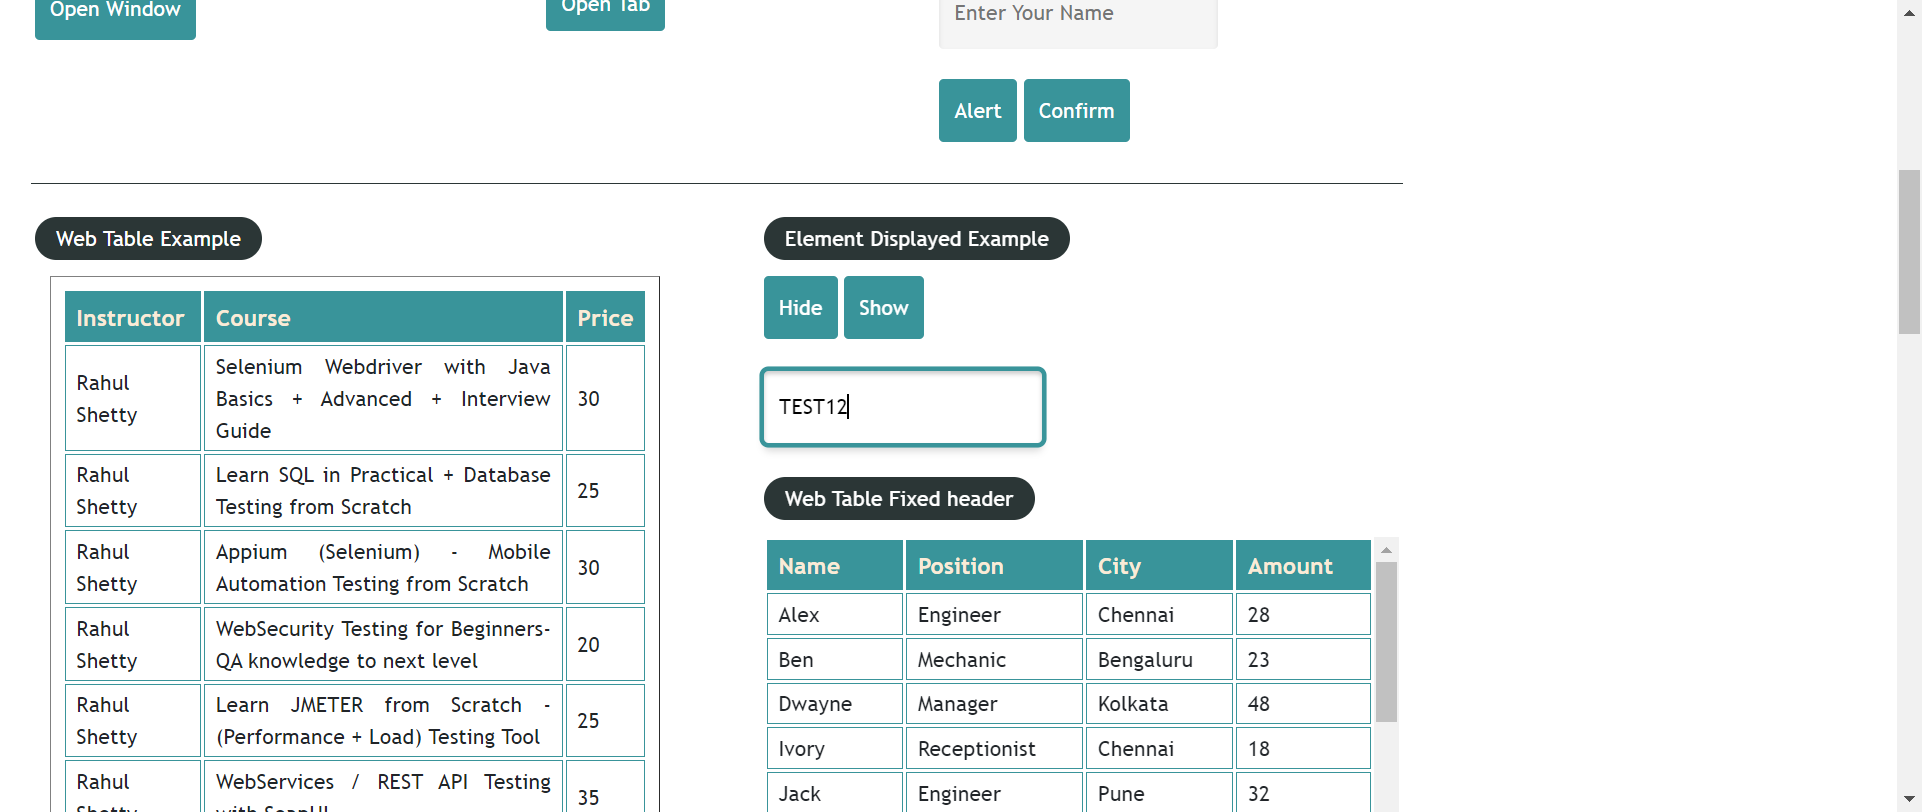 Open Window
Open Tab
Enter Your Name
Alert
Confirm
Web Table Example
Instructor Course Price
Rahul Shetty
Selenium Webdriver with Java
Basics + Advanced + Interview
Guide
30
Rahul Shetty
Learn SQL in Practical + Database
Testing from Scratch
25
Rahul Shetty
Appium (Selenium) - Mobile
Automation Testing from Scratch
30
Rahul Shetty
WebSecurity Testing for Beginners-
QA knowledge to next level
20
Rahul Shetty
Learn JMETER from Scratch -
(Performance + Load) Testing Tool
25
Rahul
WebServices / REST API Testing
35
Element Displayed Example
Hide
Show
TEST12
Web Table Fixed header
Name Position City Amount
Alex Engineer Chennai 28
Ben Mechanic Bengaluru 23
Dwayne Manager Kolkata 48
Ivory Receptionist Chennai 18
Jack Engineer Pune 32